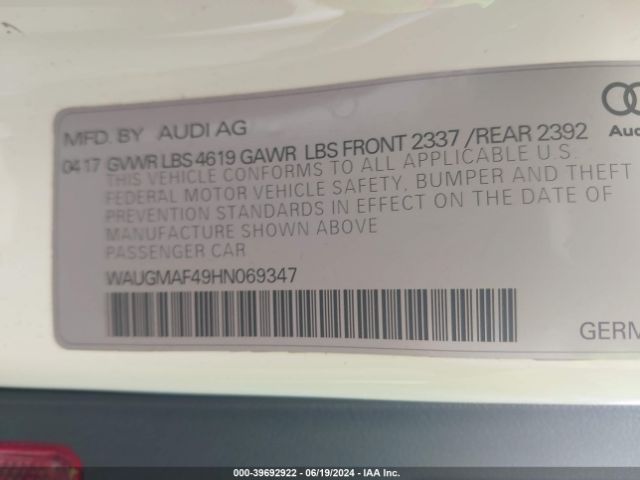 MFD. BY AUDI AG
04 17 GVWR LBS 4619 GAWR LBS FRONT 2337 /REAR 2392
THIS VEHICLE CONFORMS TO ALL APPLICABLE U.S.
FEDERAL MOTOR VEHICLE SAFETY, BUMPER AND THEFT
PREVENTION STANDARDS IN EFFECT ON THE DATE OF
MANUFACTURE SHOWN ABOVE
PASSENGER CAR
WAUGMAF49HN069347
Aud
GERM
000-39692922 - 06/19/2024 - IAA Inc.